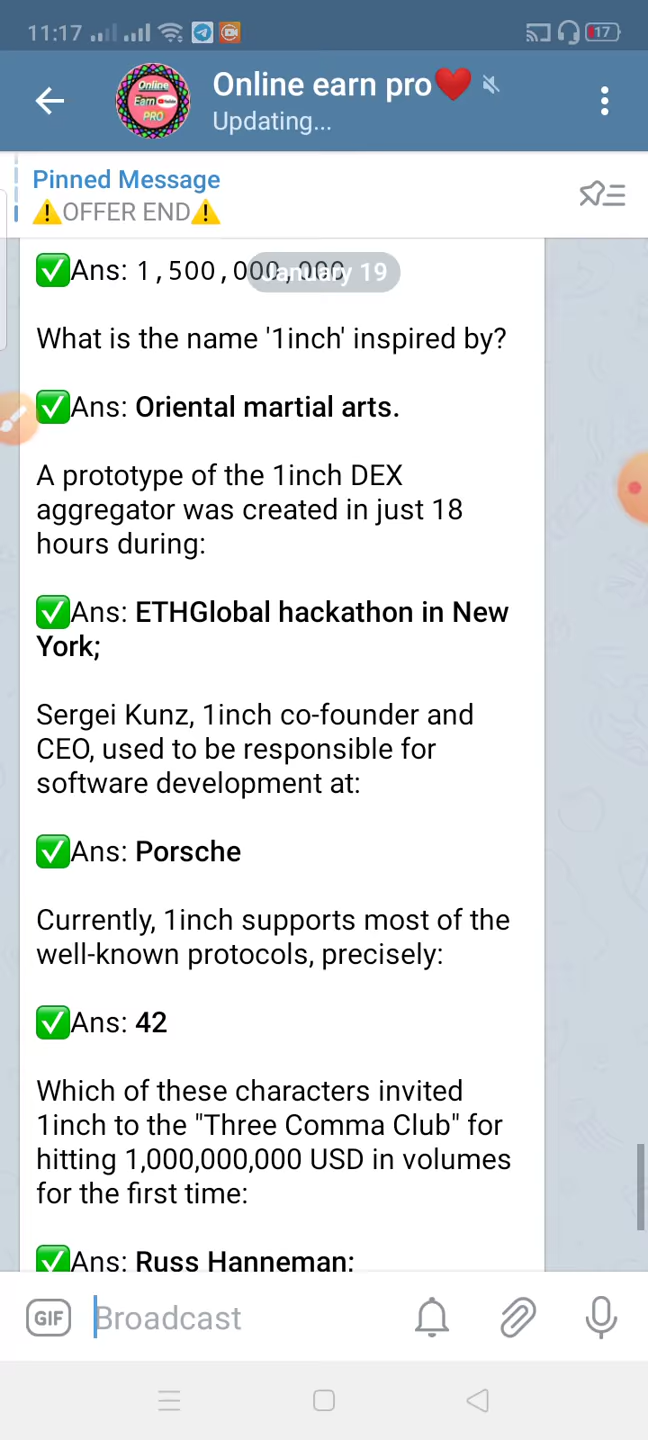 11:17
17
Online
Earn
YouTube
PRO
Online earn pro❤️
Updating...
Pinned Message
⚠️OFFER END⚠️
January 19
✅Ans: 1,500,000,000
What is the name '1inch' inspired by?
✅Ans: Oriental martial arts.
A prototype of the 1inch DEX
aggregator was created in just 18
hours during:
✅Ans: ETHGlobal hackathon in New
York;
Sergei Kunz, 1inch co-founder and
CEO, used to be responsible for
software development at:
✅Ans: Porsche
Currently, 1inch supports most of the
well-known protocols, precisely:
✅Ans: 42
Which of these characters invited
1inch to the "Three Comma Club" for
hitting 1,000,000,000 USD in volumes
for the first time:
✅Ans: Russ Hanneman;
GIF
Broadcast